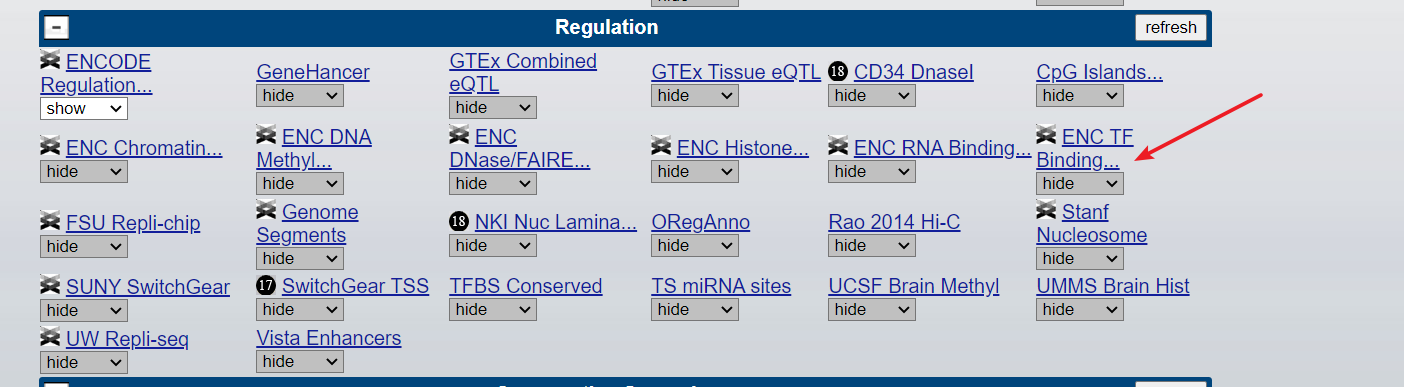 hide
Regulation
refresh
ENCODE Regulation...
show
GeneHancer
hide
GTEx Combined eQTL
hide
GTEx Tissue eQTL
hide
18 CD34 DnaseI
hide
CpG Islands...
hide
ENC Chromatin...
hide
ENC DNA Methyl...
hide
ENC DNase/FAIRE...
hide
ENC Histone...
hide
ENC RNA Binding...
hide
ENC TF Binding...
hide
FSU Repli-chip
hide
Genome Segments
hide
18 NKI Nuc Lamina...
hide
ORegAnno
hide
Rao 2014 Hi-C
hide
Stanf Nucleosome
hide
SUNY SwitchGear
hide
17 SwitchGear TSS
hide
TFBS Conserved
hide
TS miRNA sites
hide
UCSF Brain Methyl
hide
UMMS Brain Hist
hide
UW Repli-seq
hide
Vista Enhancers
hide